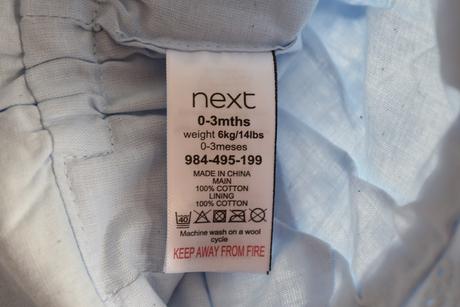 next
0-3mths
weight 6kg/14lbs
0-3meses
984-495-199
MADE IN CHINA
MAIN
100% COTTON
LINING
100% COTTON
40
Machine wash on a wool
cycle
KEEP AWAY FROM FIRE